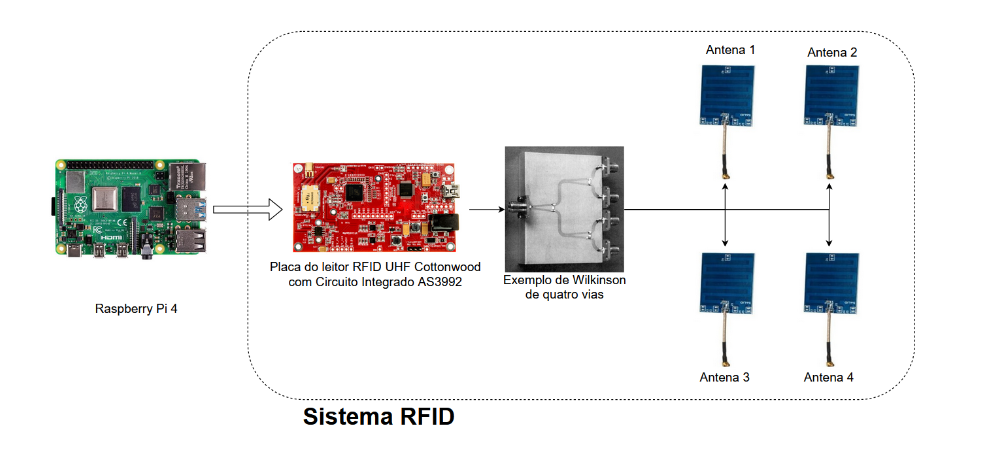 Antena 1
Antena 2
Placa do leitor RFID UHF Cottonwood
com Circuito Integrado AS3992
Exemplo de Wilkinson
de quatro vias
Raspberry Pi 4
HDMI
Antena 3
Antena 4
Sistema RFID